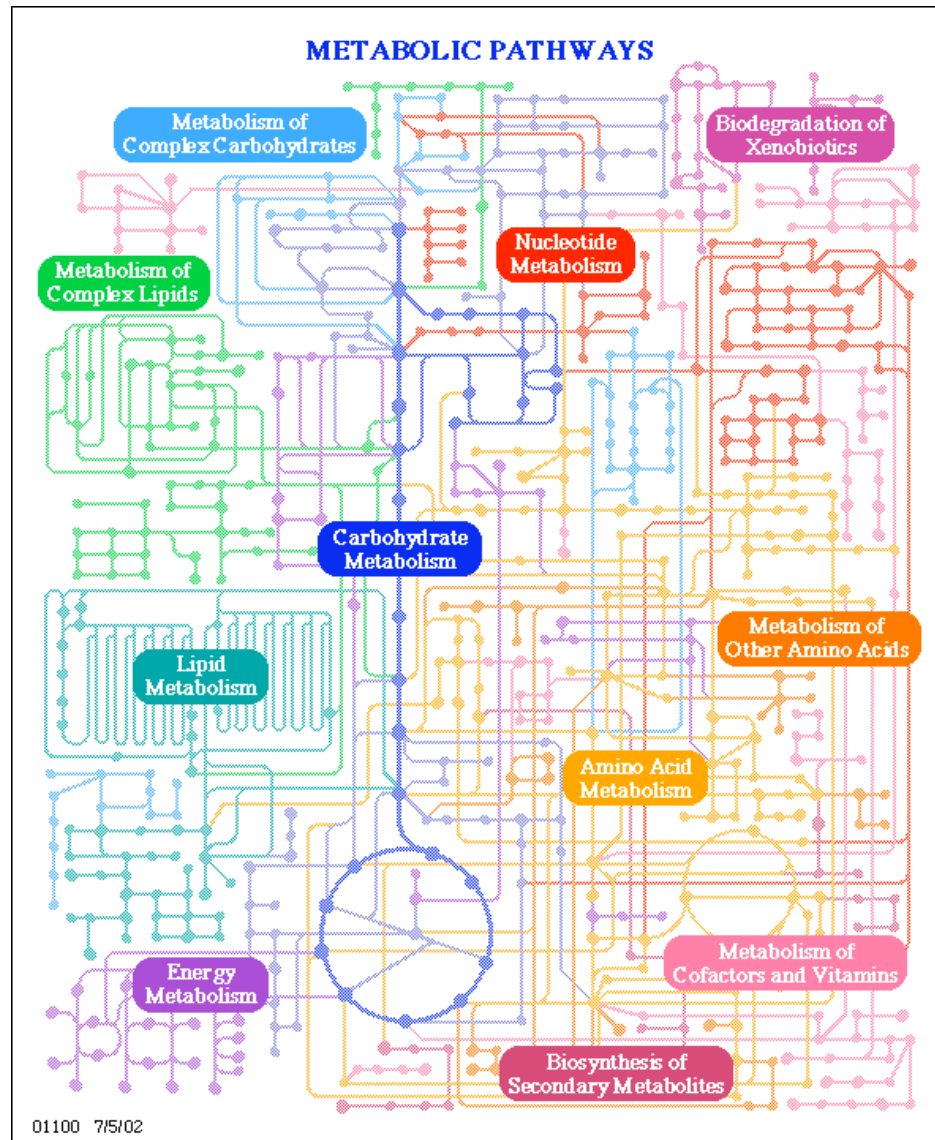 METABOLIC PATHWAYS
Metabolism of
Complex Carbohydrates
Biodegradation of
Xenobiotics
Nucleotide
Metabolism
Metabolism of
Complex Lipids
Carbohydrate
Metabolism
Metabolism of
Other Amino Acids
Lipid
Metabolism
Amino Acid
Metabolism
Metabolism of
Cofactors and Vitamins
Energy
Metabolism
Biosynthesis of
Secondary Metabolites
01100 7/5/02